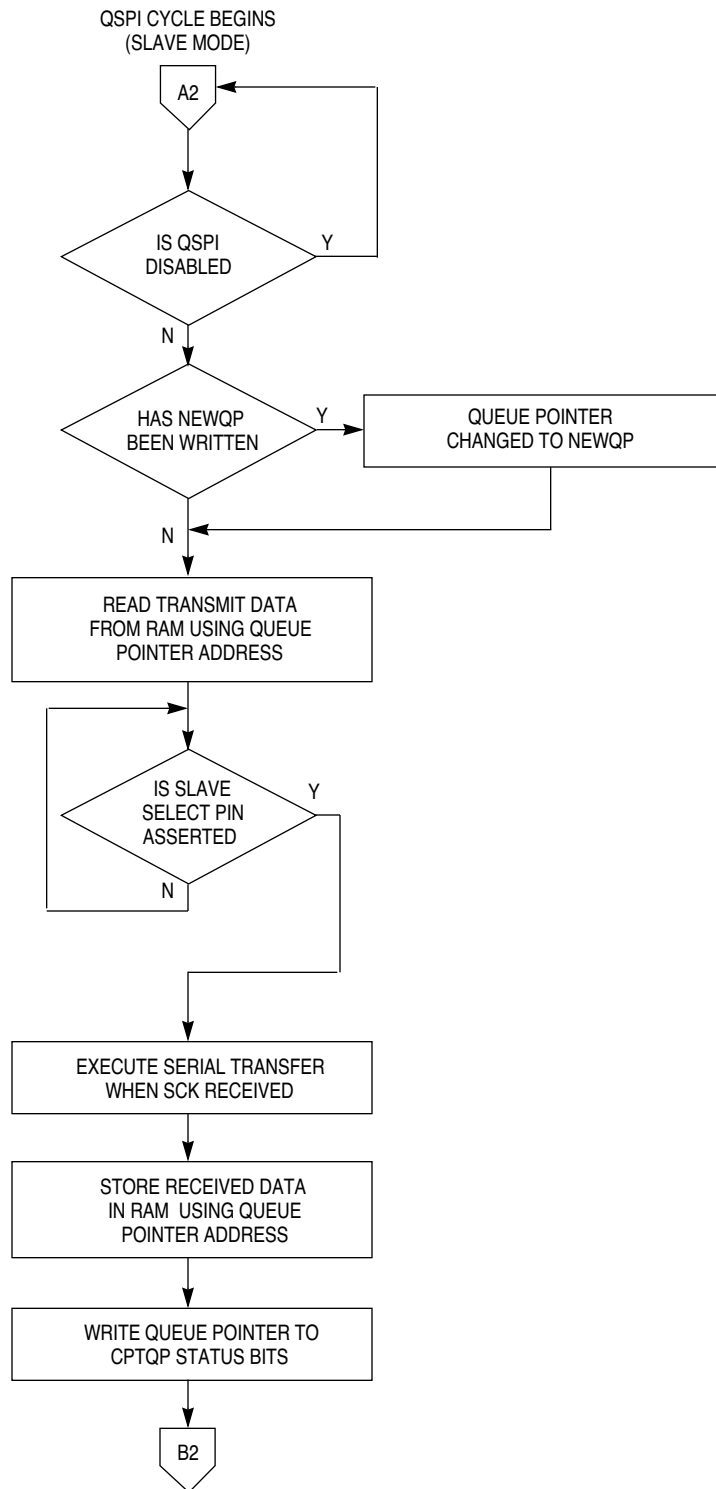 QSPI CYCLE BEGINS
(SLAVE MODE)
A2
IS QSPI
DISABLED
Y
N
HAS NEWQP
BEEN WRITTEN
Y
QUEUE POINTER
CHANGED TO NEWQP
N
READ TRANSMIT DATA
FROM RAM USING QUEUE
POINTER ADDRESS
IS SLAVE
SELECT PIN
ASSERTED
Y
N
EXECUTE SERIAL TRANSFER
WHEN SCK RECEIVED
STORE RECEIVED DATA
IN RAM USING QUEUE
POINTER ADDRESS
WRITE QUEUE POINTER TO
CPTQP STATUS BITS
B2